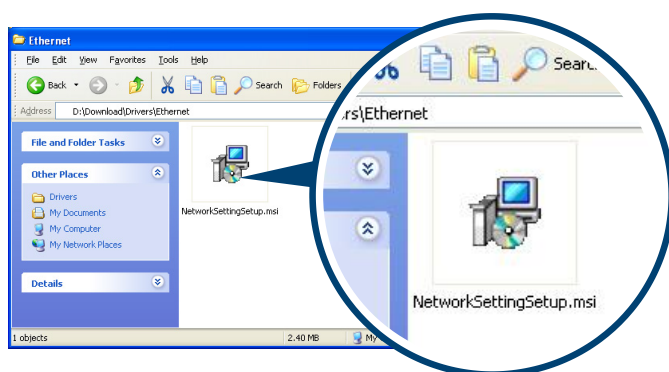 Ethernet
File Edit View Favorites Tools Help
Back Search Folders
Address D:\Download\Drivers\Ethernet
File and Folder Tasks
Other Places
Drivers
My Documents
My Computer
My Network Places
Details
NetworkSettingSetup.msi
1 objects 2.40 MB My
Sear
rs\Ethernet
NetworkSettingSetup.msi